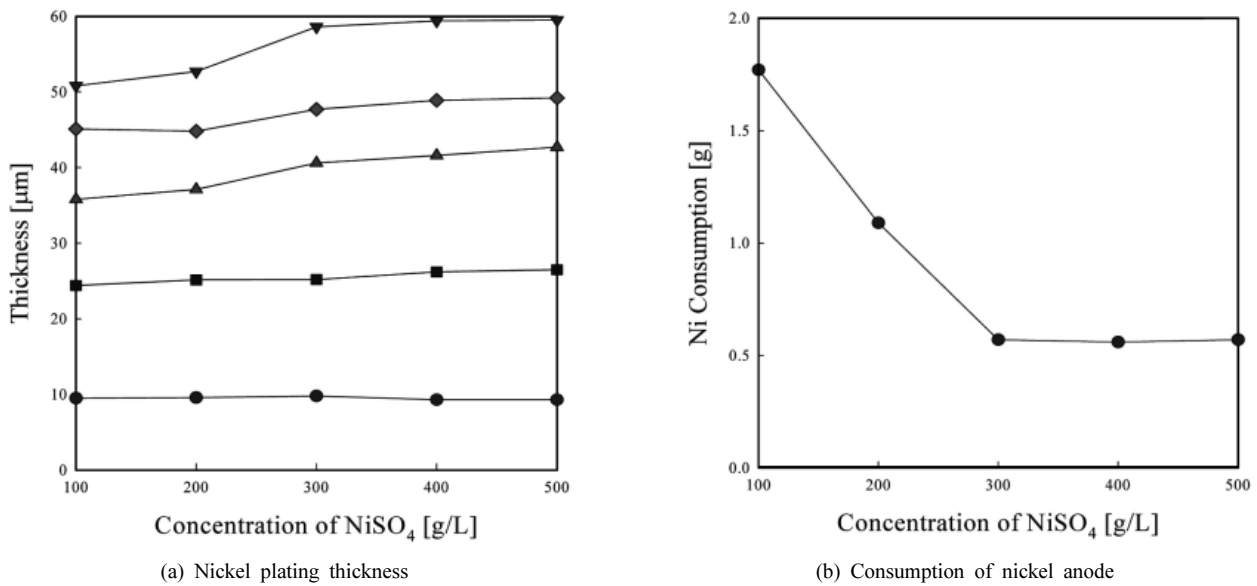 60
50
40
30
20
10
0
Thickness [µm]
100 200 300 400 500
Concentration of NiSO4 [g/L]
(a) Nickel plating thickness
2.0
1.5
1.0
0.5
0.0
Ni Consumption [g]
100 200 300 400 500
Concentration of NiSO4 [g/L]
(b) Consumption of nickel anode